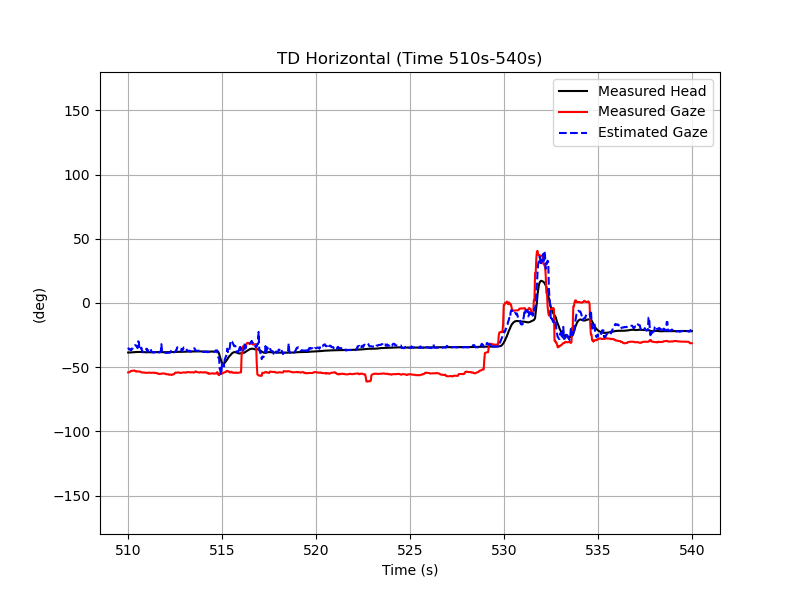 TD Horizontal (Time 510s-540s)
Measured Head
Measured Gaze
Estimated Gaze
150
100
50
0
−50
−100
−150
(deg)
510 515 520 525 530 535 540
Time (s)